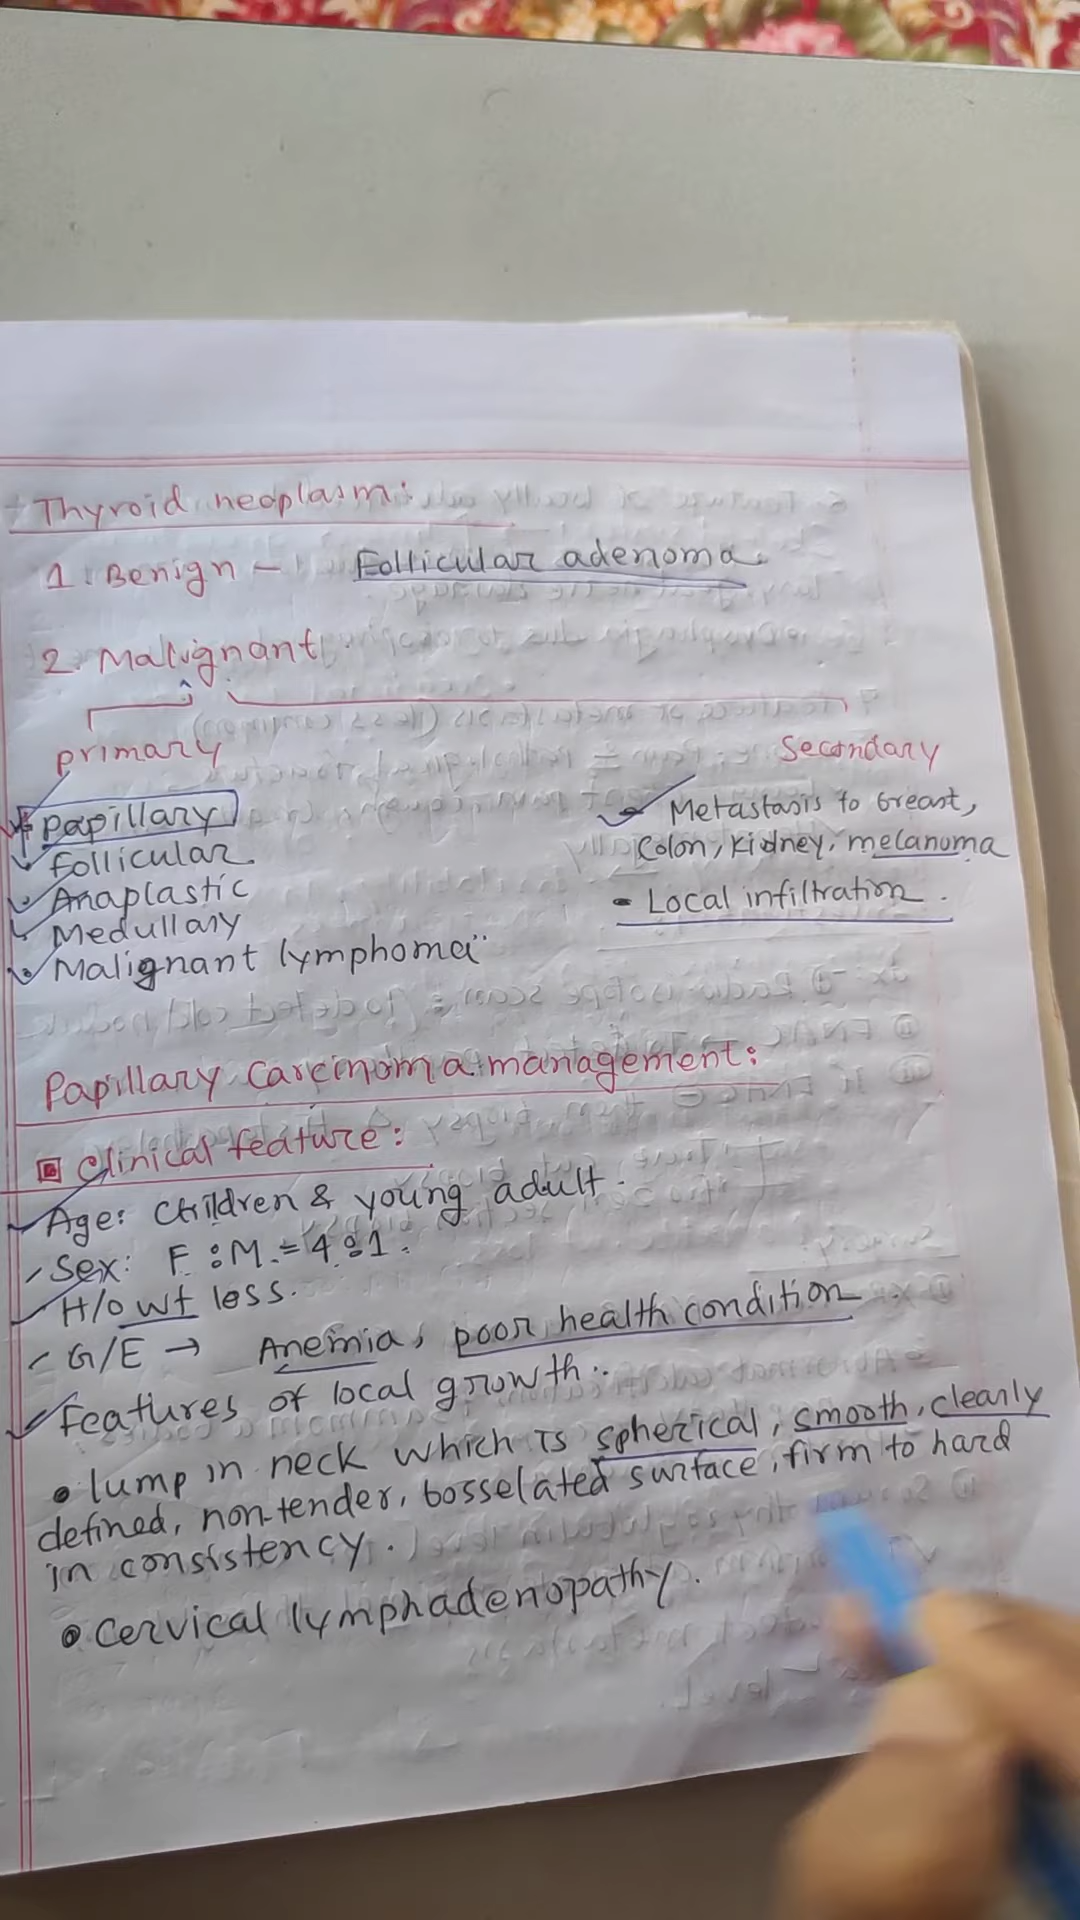 Thyroid neoplasm:
1. Benign - Follicular adenoma.
2. Malignant
primary
Secondary
papillary
follicular.
Anaplastic
Medullary
Malignant lymphoma
Metastasis to breast,
Colon, kidney, melanoma
Local infiltration.
Papillary carcinoma management:
Clinical feature:
Age: Children & young adult.
Sex: F:M = 4:1.
H/o wt loss.
G/E → Anemia, poor health condition.
Features of local growth:
• lump in neck which is spherical, smooth, clearly
defined, non-tender, bosselated surface, firm to hard
in consistency.
• cervical lymphadenopathy.